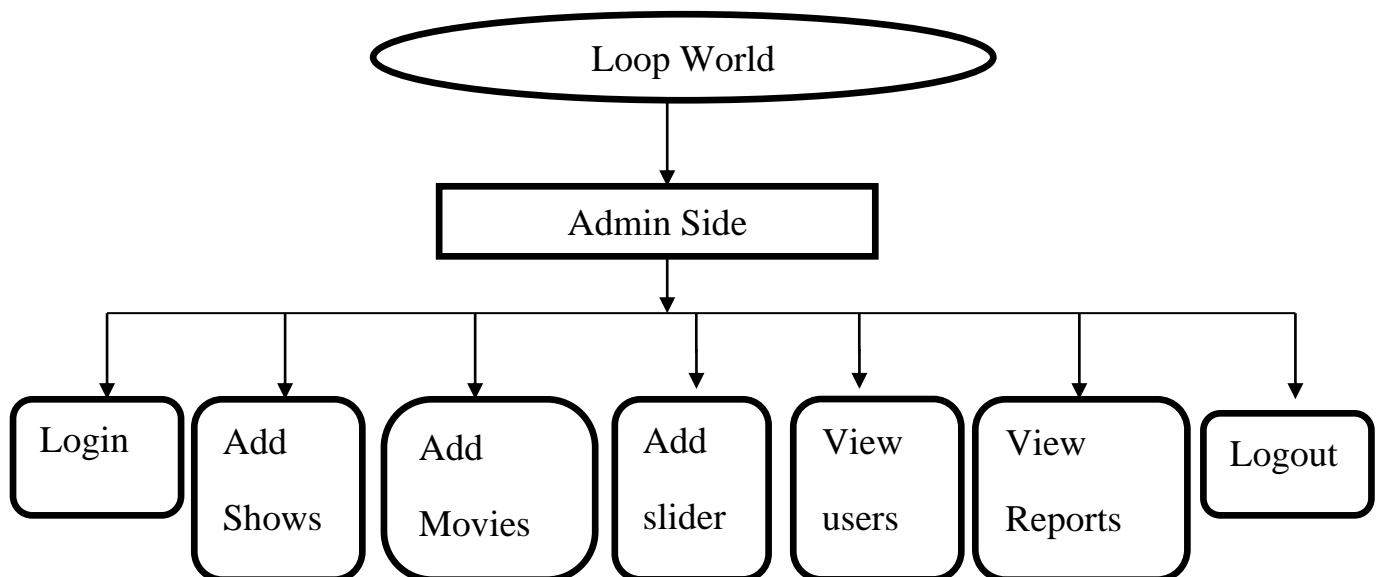 Loop World
Admin Side
Login
Add
Shows
Add
Movies
Add
slider
View
users
View
Reports
Logout